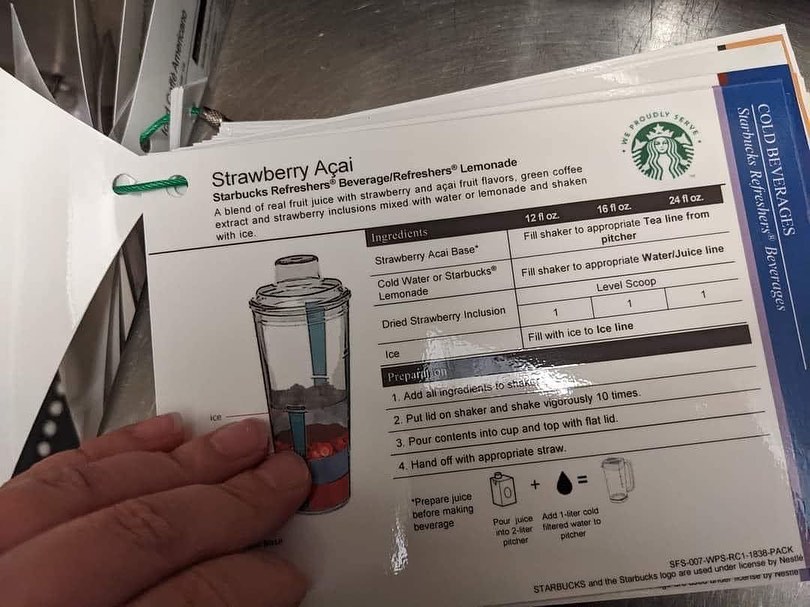 Caffè Americano
WE PROUDLY SERVE
Strawberry Açai
Starbucks Refreshers® Beverage/Refreshers® Lemonade
A blend of real fruit juice with strawberry and açai fruit flavors, green coffee
extract and strawberry inclusions mixed with water or lemonade and shaken
with ice.
COLD BEVERAGES
Starbucks Refreshers® Beverages
Ingredients 12 fl oz. 16 fl oz. 24 fl oz.
Strawberry Acai Base* Fill shaker to appropriate Tea line from
pitcher
Cold Water or Starbucks® Fill shaker to appropriate Water/Juice line
Lemonade
Level Scoop
Dried Strawberry Inclusion 1 1 1
Ice Fill with ice to Ice line
Preparation
1. Add all ingredients to shaker.
2. Put lid on shaker and shake vigorously 10 times.
3. Pour contents into cup and top with flat lid.
4. Hand off with appropriate straw.
ice
*Prepare juice
before making
beverage
+ =
Pour juice
into 2-liter
pitcher
Add 1-liter cold
filtered water to
pitcher
SFS-007-WPS-RC1-1838-PACK
STARBUCKS and the Starbucks logo are used under license by Nestlé
are used under license by Nestlé